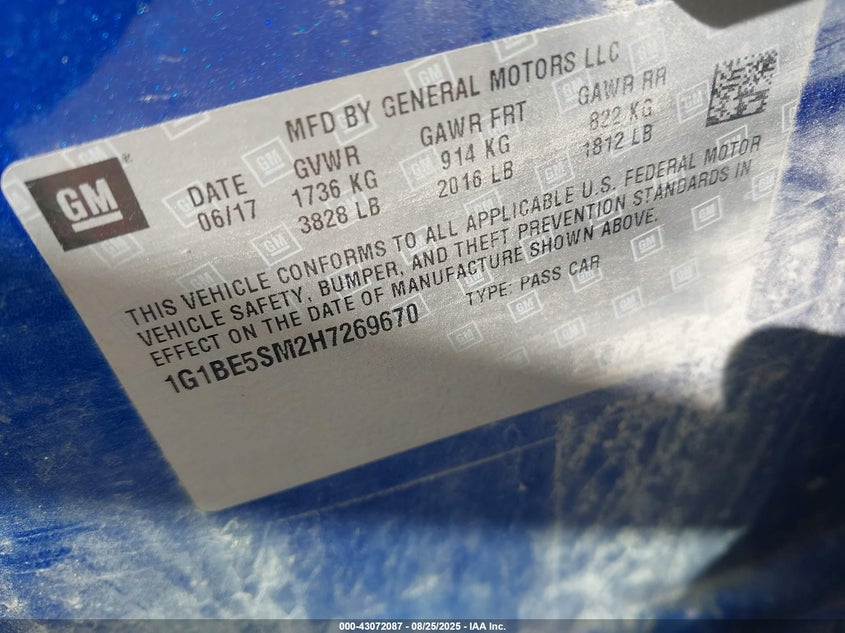 MFD BY GENERAL MOTORS LLC
GM
DATE GVWR GAWR FRT GAWR RR
06/17 1736 KG 914 KG 822 KG
3828 LB 2016 LB 1812 LB
THIS VEHICLE CONFORMS TO ALL APPLICABLE U.S. FEDERAL MOTOR
VEHICLE SAFETY, BUMPER, AND THEFT PREVENTION STANDARDS IN
EFFECT ON THE DATE OF MANUFACTURE SHOWN ABOVE.
1G1BE5SM2H7269670 TYPE: PASS CAR
000-43072087 - 08/25/2025 - IAA Inc.